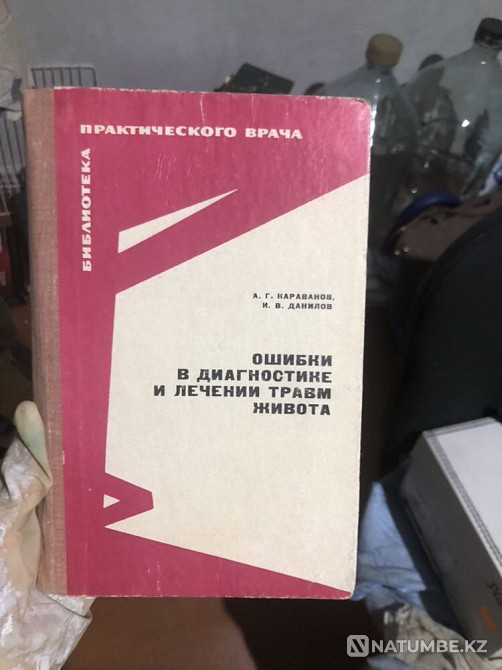 БИБЛИОТЕКА
ПРАКТИЧЕСКОГО ВРАЧА
А. Г. КАРАВАНОВ,
И. В. ДАНИЛОВ
ОШИБКИ
В ДИАГНОСТИКЕ
И ЛЕЧЕНИИ ТРАВМ
ЖИВОТА
NATUMBE.KZ